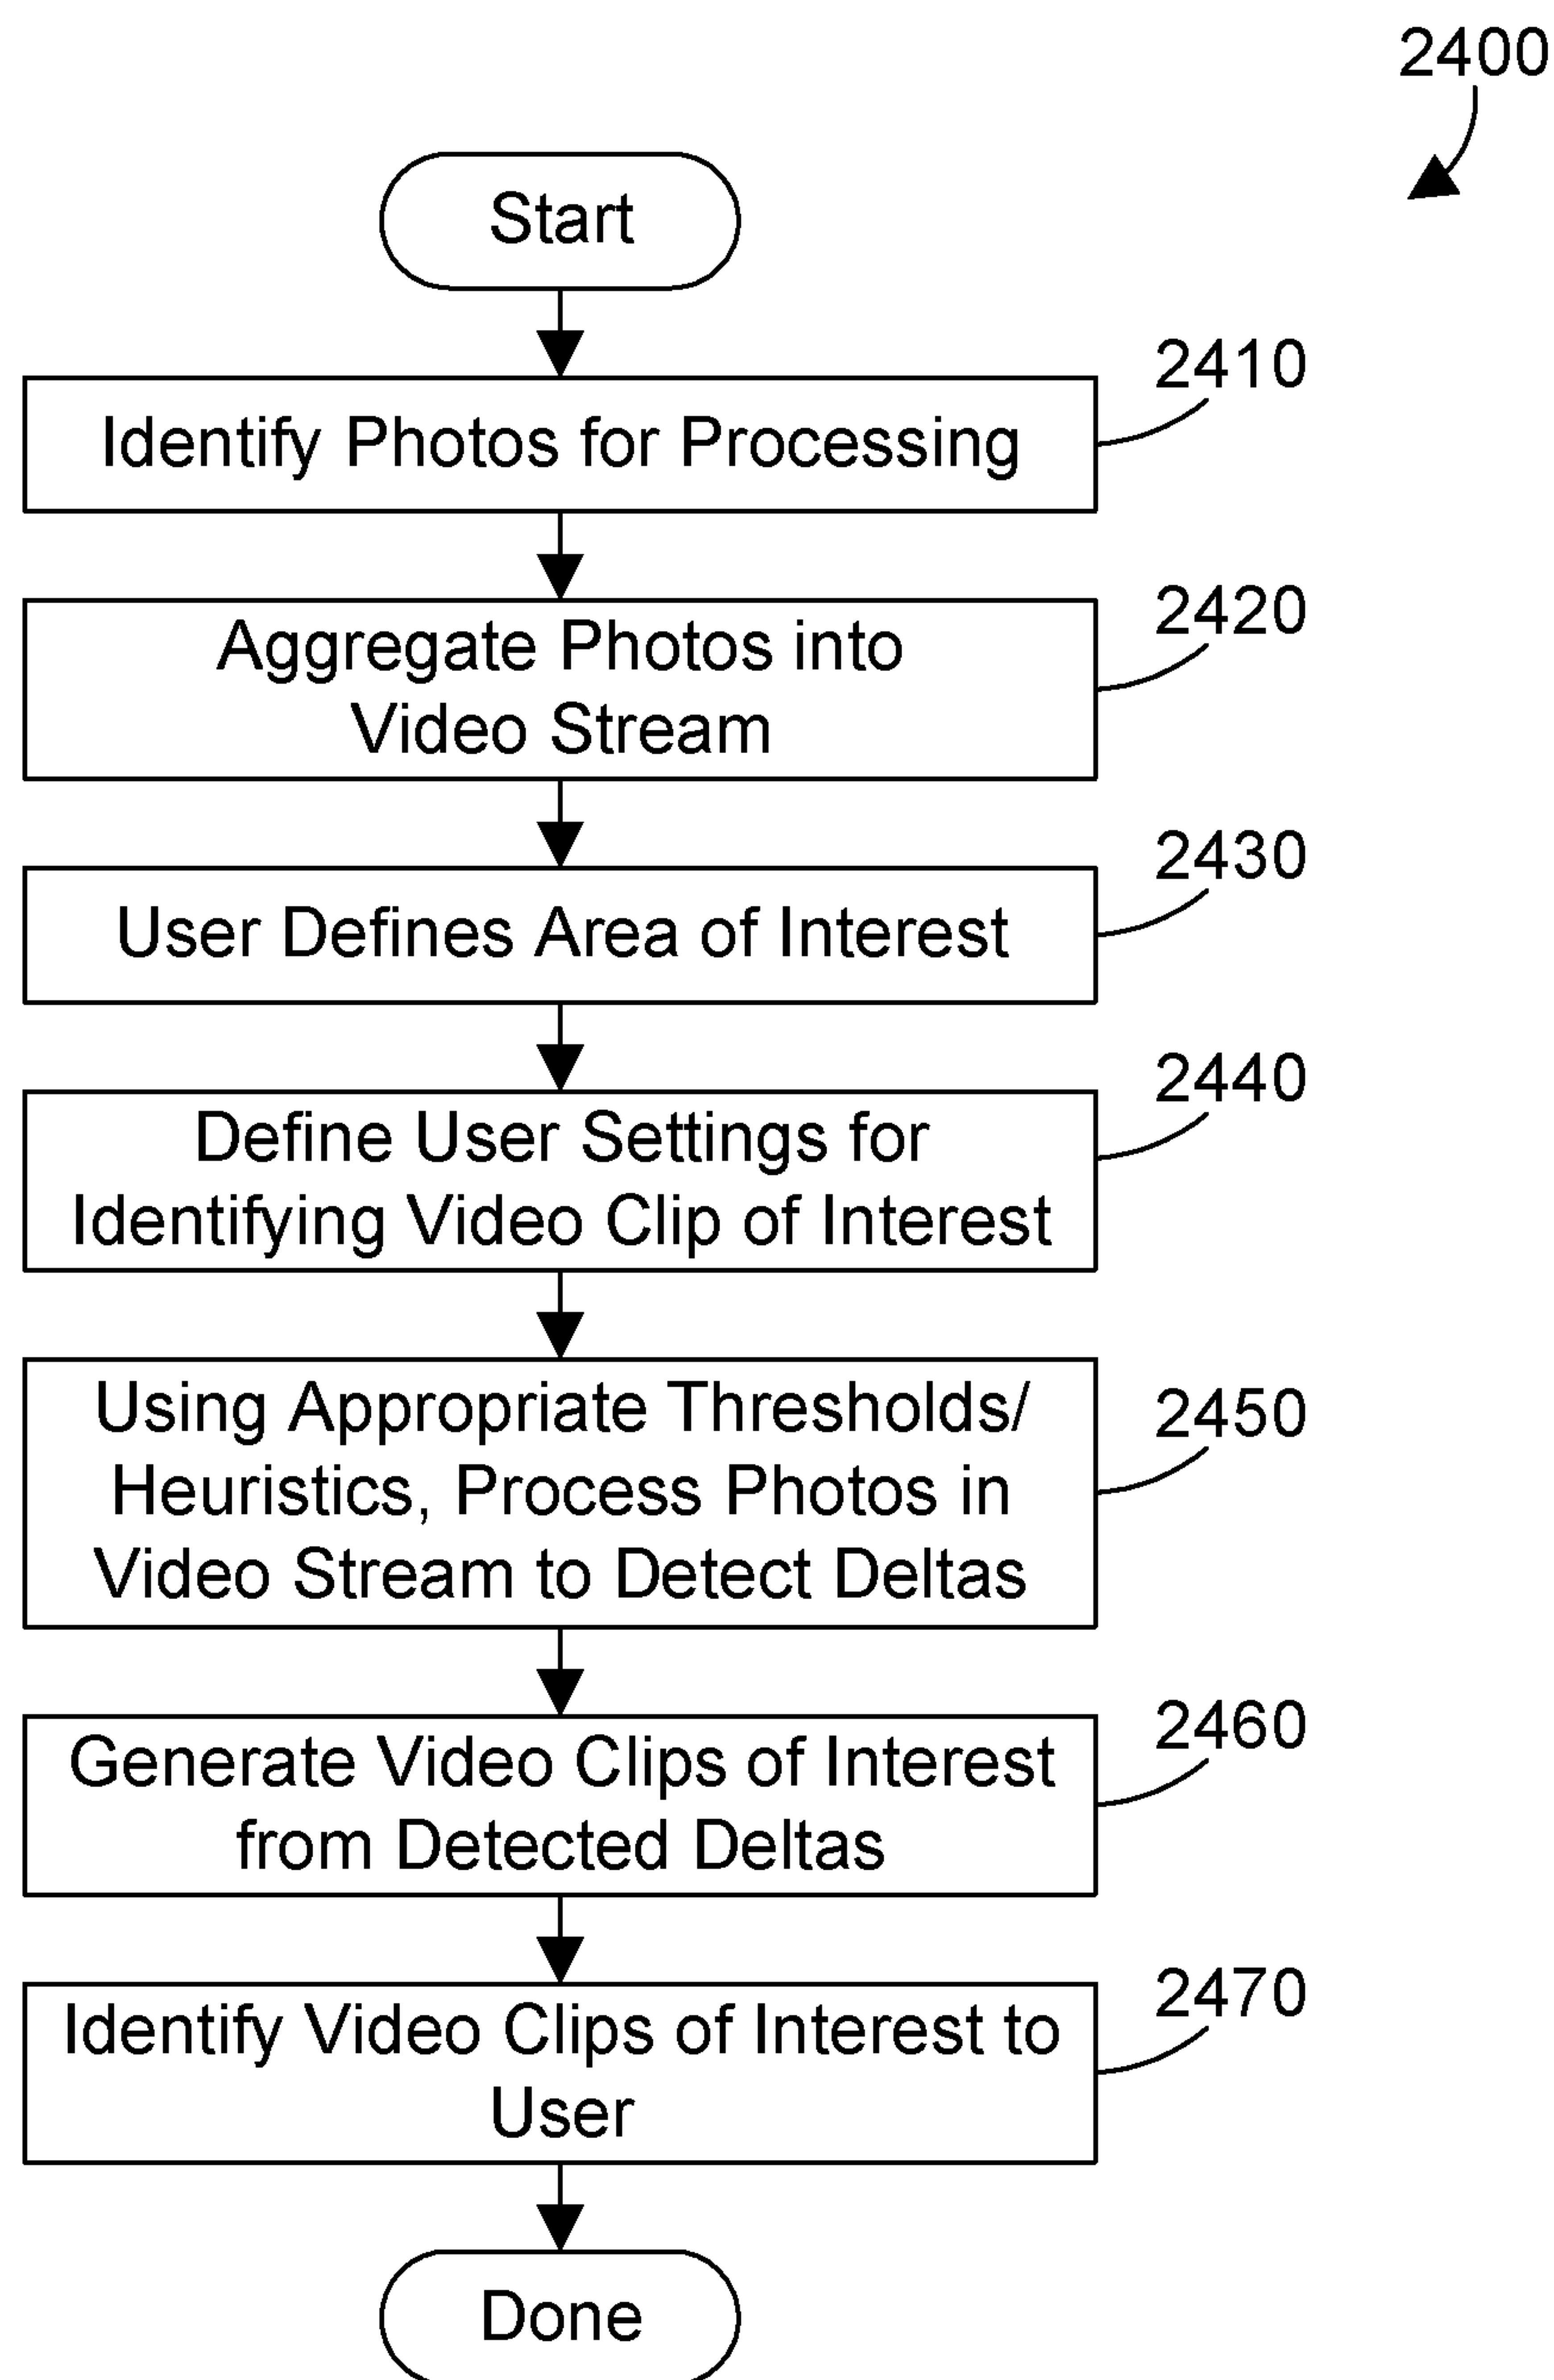 2400
Start
2410
Identify Photos for Processing
2420
Aggregate Photos into
Video Stream
2430
User Defines Area of Interest
2440
Define User Settings for
Identifying Video Clip of Interest
2450
Using Appropriate Thresholds/
Heuristics, Process Photos in
Video Stream to Detect Deltas
2460
Generate Video Clips of Interest
from Detected Deltas
2470
Identify Video Clips of Interest to
User
Done